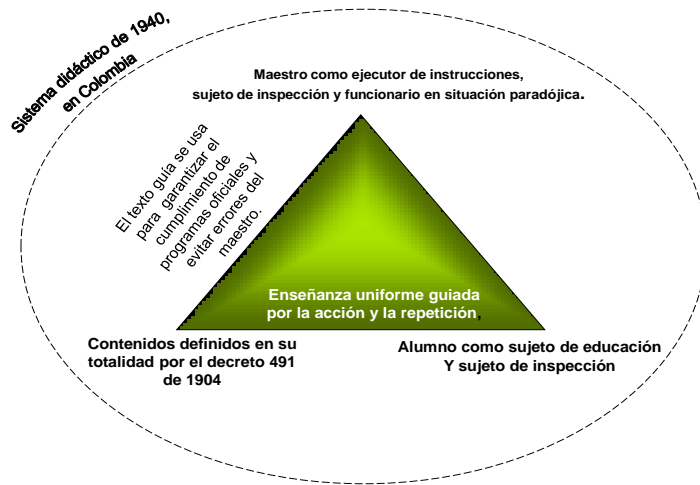 Sistema didáctico de 1940,
en Colombia
Maestro como ejecutor de instrucciones,
sujeto de inspección y funcionario en situación paradójica.
El texto guía se usa
para garantizar el
cumplimiento de
programas oficiales y
evitar errores del
maestro.
Enseñanza uniforme guiada
por la acción y la repetición,
Contenidos definidos en su
totalidad por el decreto 491
de 1904
Alumno como sujeto de educación
Y sujeto de inspección